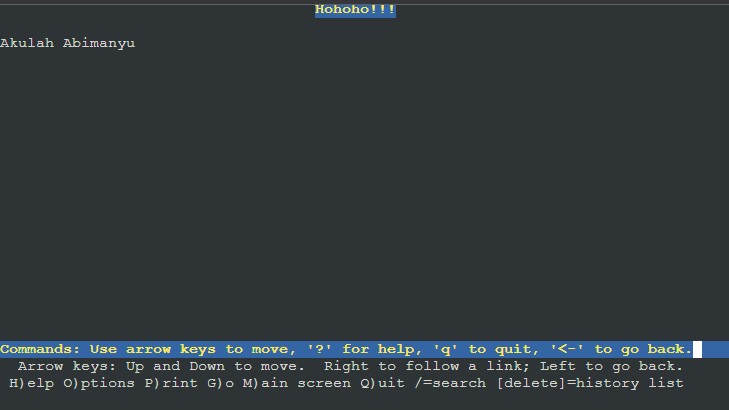 Hohoho!!!
Akulah Abimanyu
Commands: Use arrow keys to move, '?' for help, 'q' to quit, '<-' to go back.
Arrow keys: Up and Down to move.  Right to follow a link; Left to go back.
H)elp O)ptions P)rint G)o M)ain screen Q)uit /=search [delete]=history list